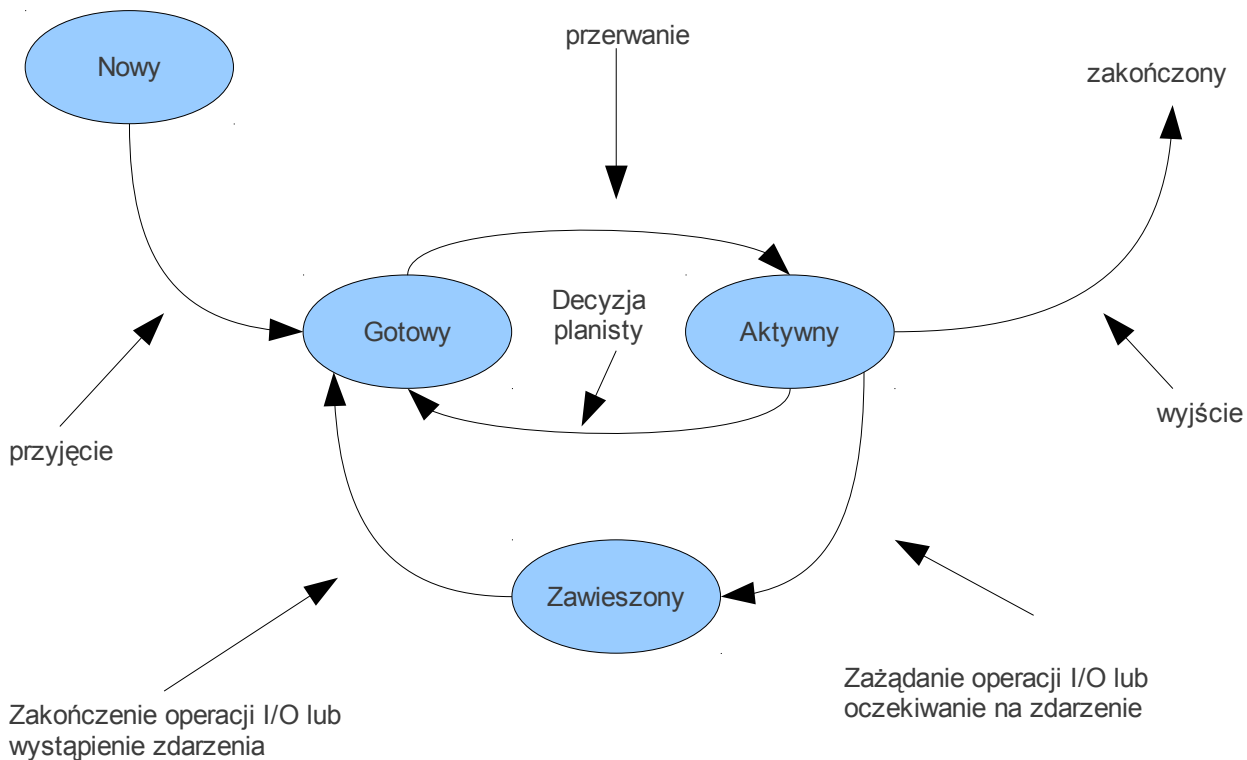 Nowy
przerwanie
zakończony
Gotowy
Decyzja
planisty
Aktywny
przyjęcie
wyjście
Zawieszony
Zakończenie operacji I/O lub
wystąpienie zdarzenia
Zażądanie operacji I/O lub
oczekiwanie na zdarzenie